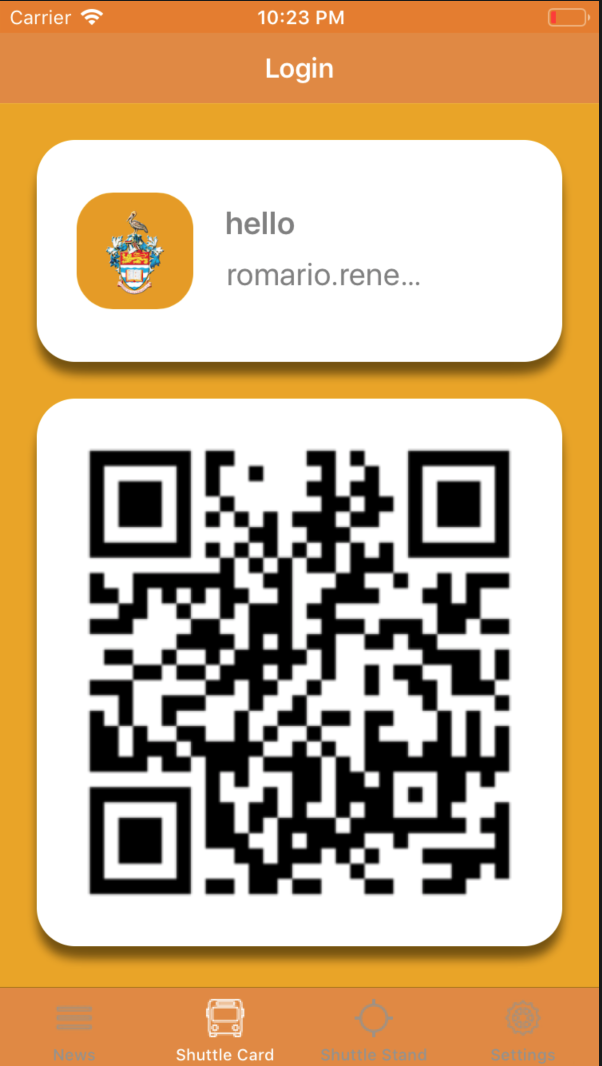 Carrier 10:23 PM
Login
hello
romario.rene...
News Shuttle Card Shuttle Stand Settings